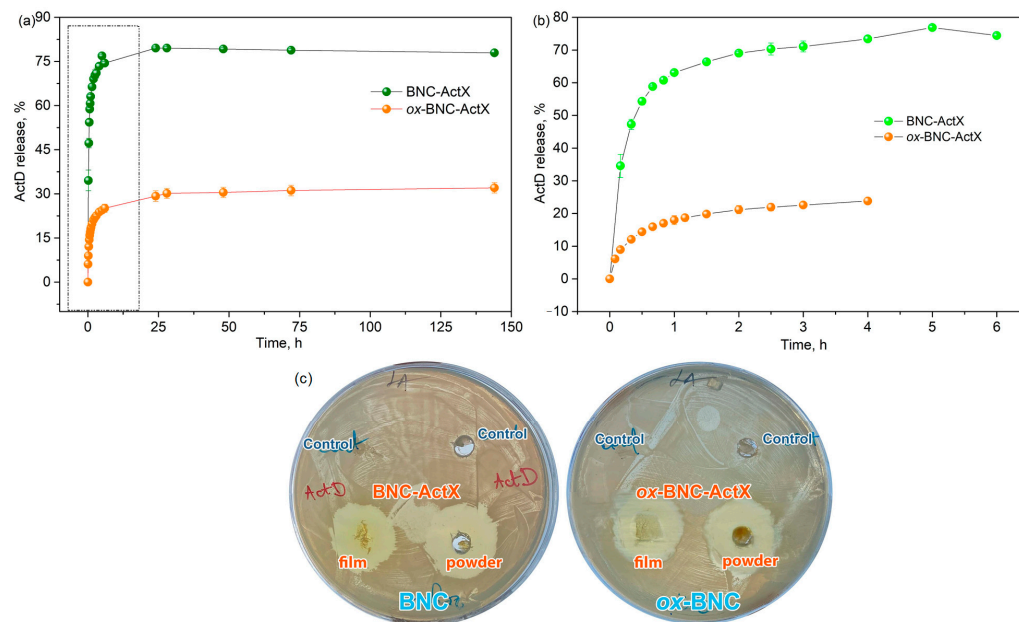 (a)
90
75
60
45
30
15
0
ActD release, %
BNC-ActX
ox-BNC-ActX
0 25 50 75 100 125 150
Time, h
(b)
80
70
60
50
40
30
20
10
0
-10
ActD release, %
BNC-ActX
ox-BNC-ActX
0 1 2 3 4 5 6
Time, h
(c)
LA
Control
Control
ActD
ActD
BNC-ActX
film
powder
BNC
LA
Control
Control
ox-BNC-ActX
film
powder
ox-BNC